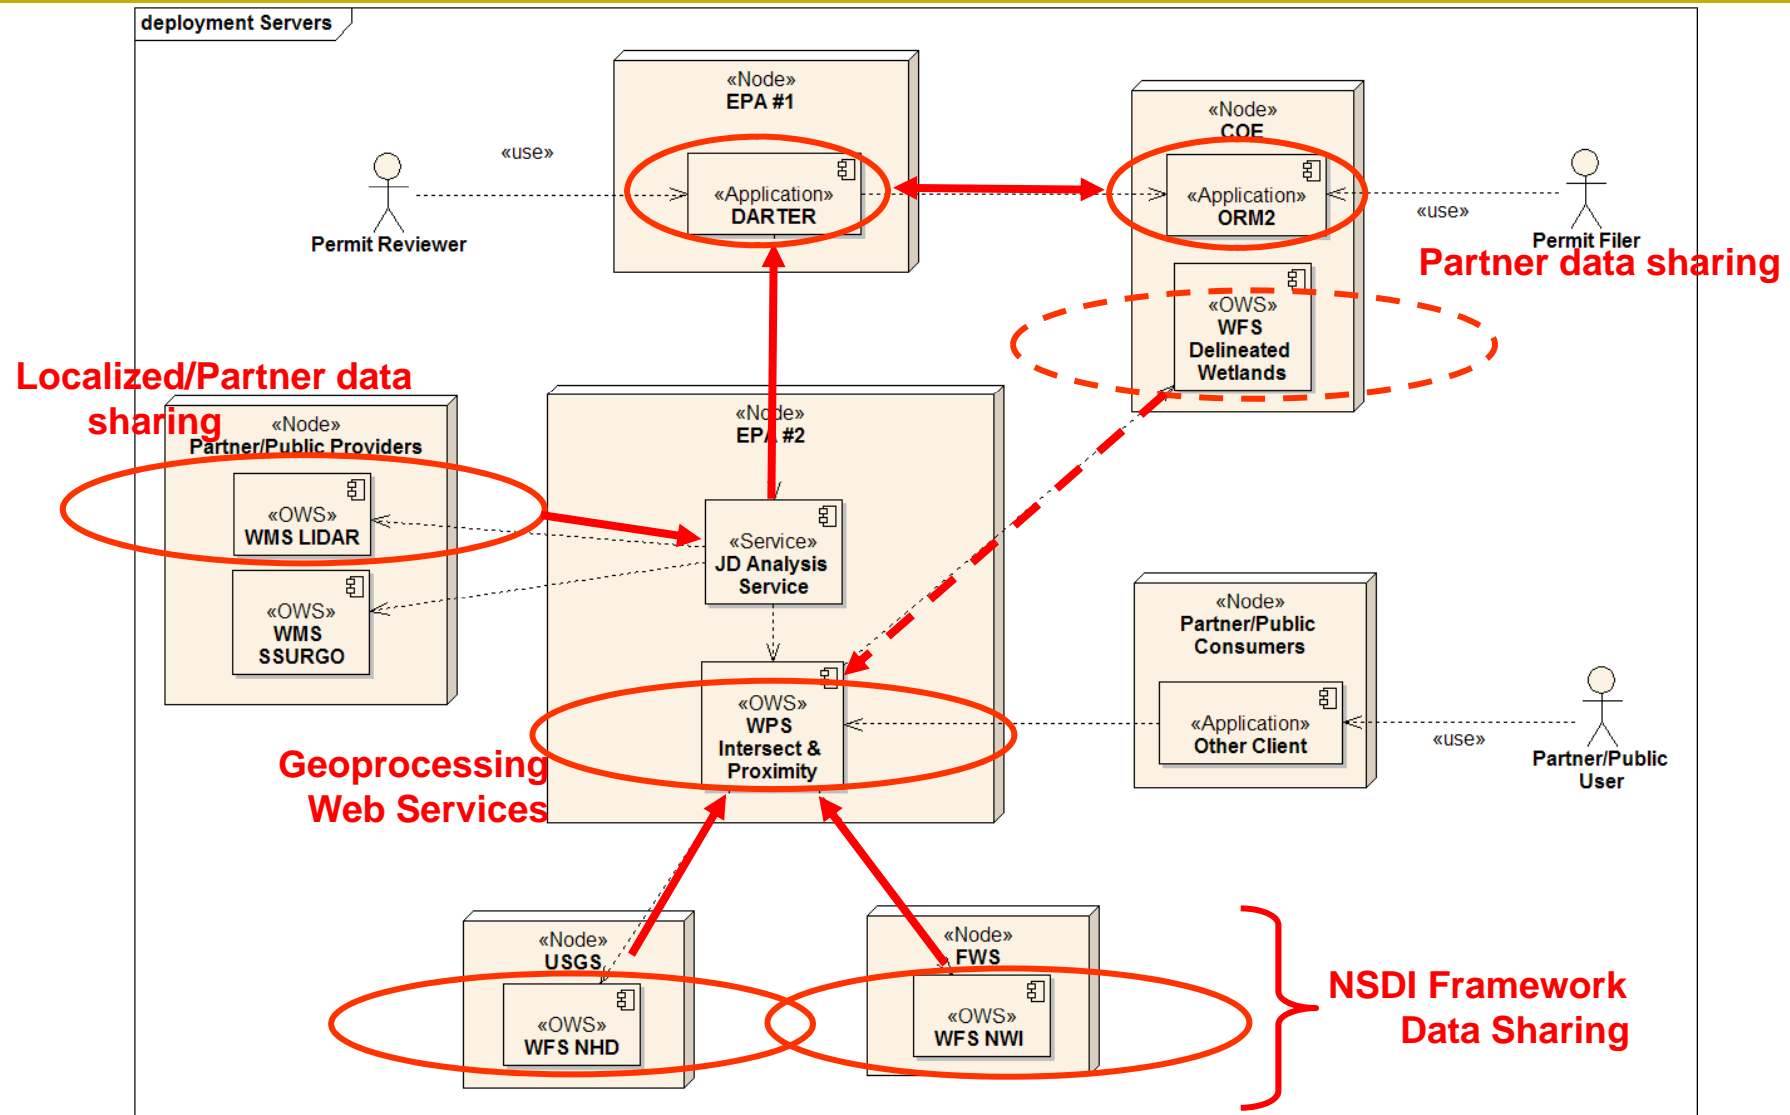 deployment Servers
«Node»
EPA #1
«Application»
DARTER
«use»
Permit Reviewer
«Node»
COE
«Application»
ORM2
«OWS»
WFS
Delineated
Wetlands
«use»
Permit Filer
Partner data sharing
Localized/Partner data
sharing
«Node»
Partner/Public Providers
«OWS»
WMS LIDAR
«OWS»
WMS
SSURGO
«Node»
EPA #2
«Service»
JD Analysis
Service
«OWS»
WPS
Intersect &
Proximity
Geoprocessing
Web Services
«Node»
Partner/Public
Consumers
«Application»
Other Client
«use»
Partner/Public
User
«Node»
USGS
«OWS»
WFS NHD
«Node»
FWS
«OWS»
WFS NWI
NSDI Framework
Data Sharing